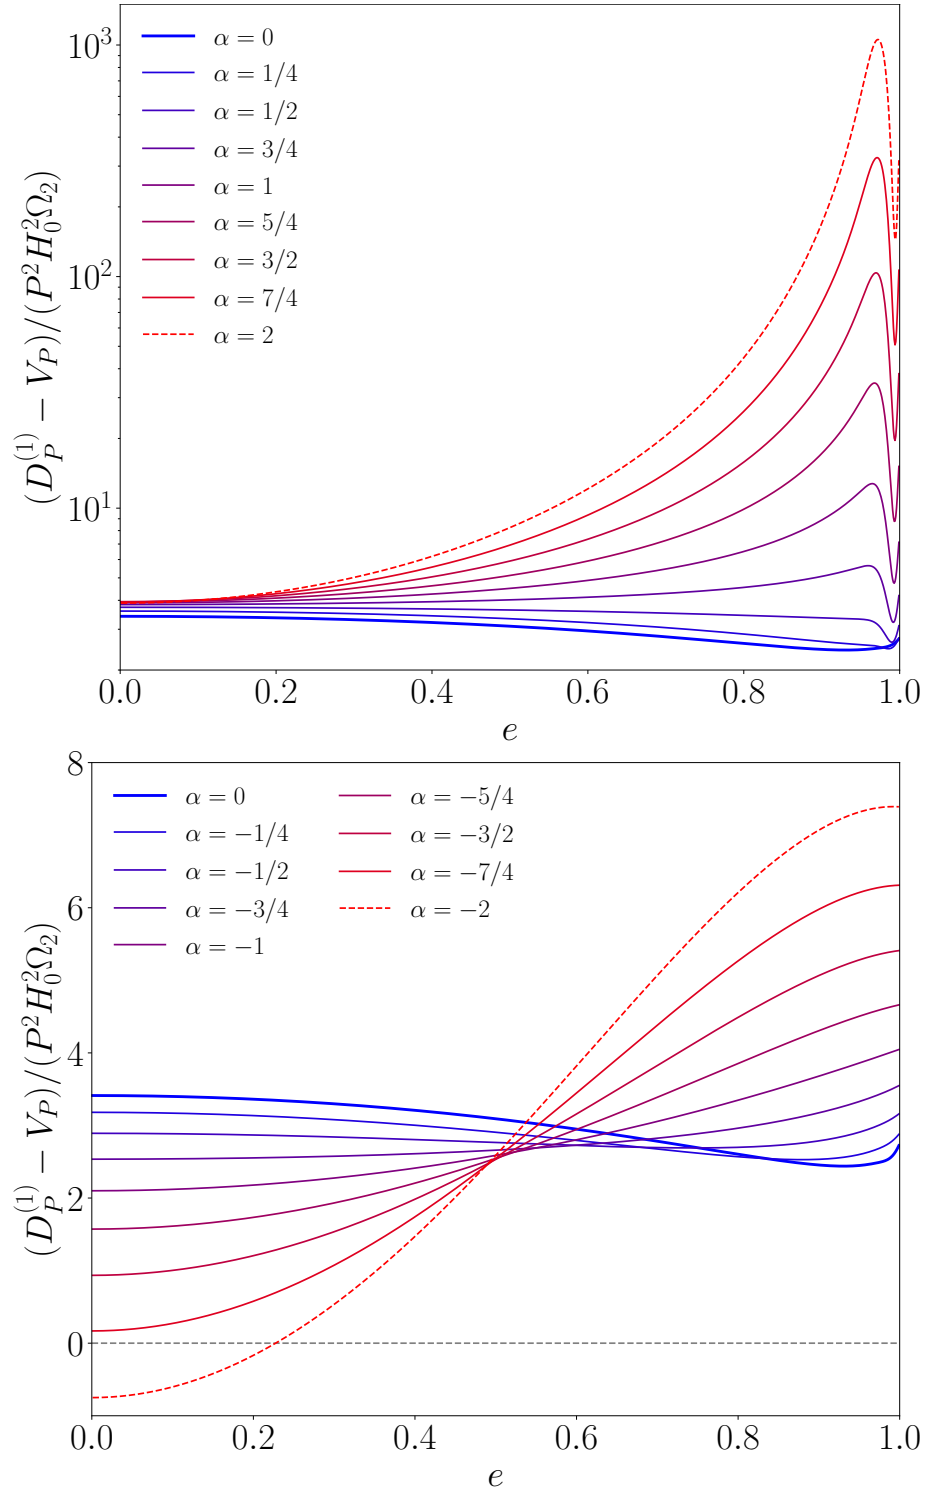 (D_P^{(1)} − V_P)/(P²H_0²Ω_2)
10³
10²
10¹
α = 0
α = 1/4
α = 1/2
α = 3/4
α = 1
α = 5/4
α = 3/2
α = 7/4
α = 2
0.0 0.2 0.4 0.6 0.8 1.0
e
(D_P^{(1)} − V_P)/(P²H_0²Ω_2)
8
6
4
2
0
α = 0
α = −1/4
α = −1/2
α = −3/4
α = −1
α = −5/4
α = −3/2
α = −7/4
α = −2
0.0 0.2 0.4 0.6 0.8 1.0
e